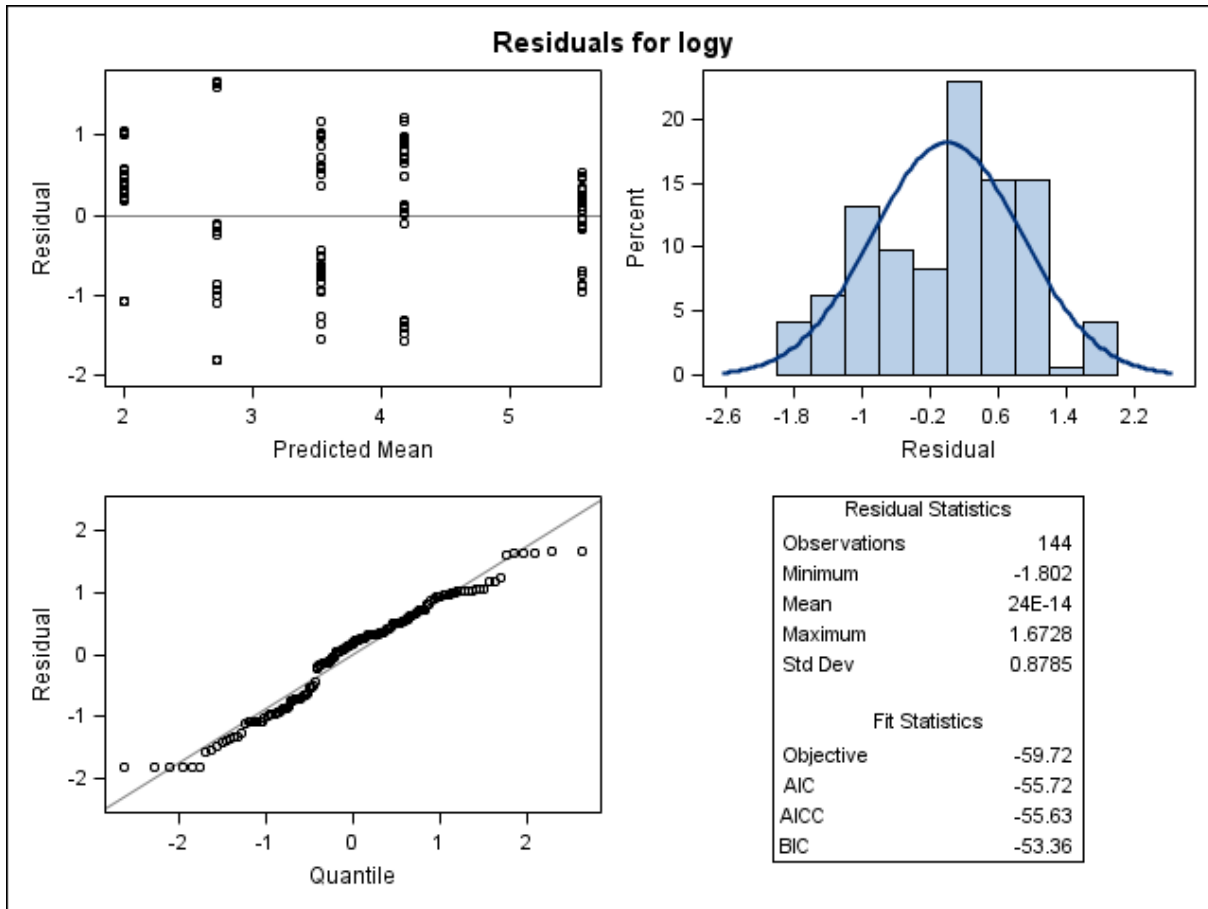 Residuals for logy
1
0
-1
-2
2
3
4
5
Residual
Predicted Mean
20
15
10
5
0
-2.6
-1.8
-1
-0.2
0.6
1.4
2.2
Percent
Residual
2
1
0
-1
-2
-2
-1
0
1
2
Residual
Quantile
Residual Statistics
Observations 144
Minimum -1.802
Mean 24E-14
Maximum 1.6728
Std Dev 0.8785
Fit Statistics
Objective -59.72
AIC -55.72
AICC -55.63
BIC -53.36